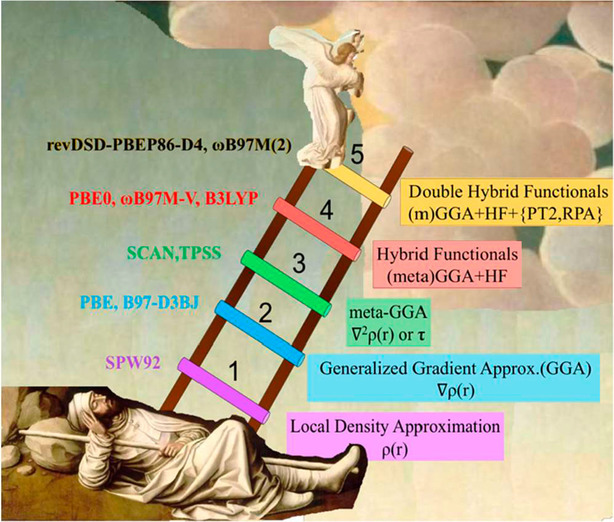 revDSD-PBEP86-D4, ωB97M(2)
5
Double Hybrid Functionals
(m)GGA+HF+{PT2,RPA}
PBE0, ωB97M-V, B3LYP
4
Hybrid Functionals
(meta)GGA+HF
SCAN,TPSS
3
meta-GGA
∇²ρ(r) or τ
PBE, B97-D3BJ
2
Generalized Gradient Approx.(GGA)
∇ρ(r)
SPW92
1
Local Density Approximation
ρ(r)